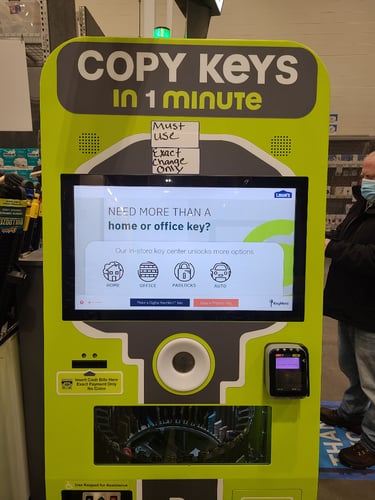 COPY KEYS
IN 1 MINUTE
Must
use
Exact
change
Only
LOWE'S
NEED MORE THAN A
home or office key?
Our in-store key center unlocks more options.
HOME OFFICE PADLOCKS AUTO
KeyHero
Insert Cash Bills Here
Exact Payment Only
No Coins
Use Keypad for Assistance
THAN